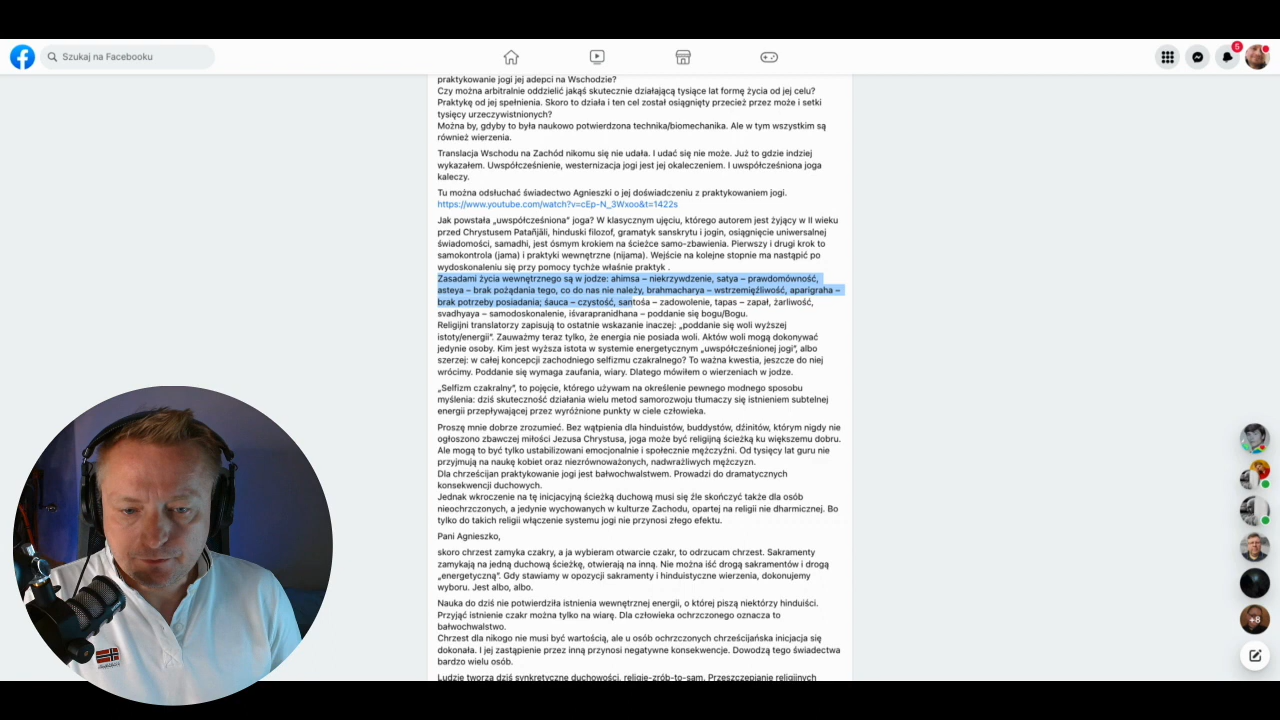 Szukaj na Facebooku
5
praktykowanie jogi jej adepci na Wschodzie?
Czy można arbitralnie oddzielić jakąś skutecznie działającą tysiące lat formę życia od jej celu?
Praktykę od jej spełnienia. Skoro to działa i ten cel został osiągnięty przecież przez może i setki
tysięcy urzeczywistnionych?
Można by, gdyby to była naukowo potwierdzona technika/biomechanika. Ale w tym wszystkim są
również wierzenia.
Translacja Wschodu na Zachód nikomu się nie udała. I udać się nie może. Już to gdzie indziej
wykazałem. Uwspółcześnienie, westernizacja jogi jest jej okaleczeniem. I uwspółcześniona joga
kaleczy.
Tu można odsłuchać świadectwo Agnieszki o jej doświadczeniu z praktykowaniem jogi.
https://www.youtube.com/watch?v=cEp-N_3Wxoo&t=1422s
Jak powstała „uwspółcześniona" joga? W klasycznym ujęciu, którego autorem jest żyjący w II wieku
przed Chrystusem Patañjāli, hinduski filozof, gramatyk sanskrytu i jogin, osiągnięcie uniwersalnej
świadomości, samadhi, jest ósmym krokiem na ścieżce samo-zbawienia. Pierwszy i drugi krok to
samokontrola (jama) i praktyki wewnętrzne (nijama). Wejście na kolejne stopnie ma nastąpić po
wydoskonaleniu się przy pomocy tychże właśnie praktyk .
Zasadami życia wewnętrznego są w jodze: ahimsa – niekrzywdzenie, satya – prawdomówność,
asteya – brak pożądania tego, co do nas nie należy, brahmacharya – wstrzemięźliwość, aparigraha –
brak potrzeby posiadania; śauca – czystość, santośa – zadowolenie, tapas – zapał, żarliwość,
svadhyaya – samodoskonalenie, iśvarapranidhana – poddanie się bogu/Bogu.
Religijni translatorzy zapisują to ostatnie wskazanie inaczej: „poddanie się woli wyższej
istoty/energii". Zauważmy teraz tylko, że energia nie posiada woli. Aktów woli mogą dokonywać
jedynie osoby. Kim jest wyższa istota w systemie energetycznym „uwspółcześnionej jogi", albo
szerzej: w całej koncepcji zachodniego selfizmu czakralnego? To ważna kwestia, jeszcze do niej
wrócimy. Poddanie się wymaga zaufania, wiary. Dlatego mówiłem o wierzeniach w jodze.
„Selfizm czakralny", to pojęcie, którego używam na określenie pewnego modnego sposobu
myślenia: dziś skuteczność działania wielu metod samorozwoju tłumaczy się istnieniem subtelnej
energii przepływającej przez wyróżnione punkty w ciele człowieka.
Proszę mnie dobrze zrozumieć. Bez wątpienia dla hinduistów, buddystów, dźinitów, którym nigdy nie
ogłoszono zbawczej miłości Jezusa Chrystusa, joga może być religijną ścieżką ku większemu dobru.
Ale mogą to być tylko ustabilizowani emocjonalnie i społecznie mężczyźni. Od tysięcy lat guru nie
przyjmują na naukę kobiet oraz niezrównoważonych, nadwrażliwych mężczyzn.
Dla chrześcijan praktykowanie jogi jest bałwochwalstwem. Prowadzi do dramatycznych
konsekwencji duchowych.
Jednak wkroczenie na tę inicjacyjną ścieżką duchową musi się źle skończyć także dla osób
nieochrzczonych, a jedynie wychowanych w kulturze Zachodu, opartej na religii nie dharmicznej. Bo
tylko do takich religii włączenie systemu jogi nie przynosi złego efektu.
Pani Agnieszko,
skoro chrzest zamyka czakry, a ja wybieram otwarcie czakr, to odrzucam chrzest. Sakramenty
zamykają na jedną duchową ścieżkę, otwierają na inną. Nie można iść drogą sakramentów i drogą
„energetyczną". Gdy stawiamy w opozycji sakramenty i hinduistyczne wierzenia, dokonujemy
wyboru. Jest albo, albo.
Nauka do dziś nie potwierdziła istnienia wewnętrznej energii, o której piszą niektórzy hinduiści.
Przyjąć istnienie czakr można tylko na wiarę. Dla człowieka ochrzczonego oznacza to
bałwochwalstwo.
Chrzest dla nikogo nie musi być wartością, ale u osób ochrzczonych chrześcijańska inicjacja się
dokonała. I jej zastąpienie przez inną przynosi negatywne konsekwencje. Dowodzą tego świadectwa
bardzo wielu osób.
Ludzie tworzą dziś synkretyczne duchowości, religie-zrób-to-sam. Przeszczepianie religijnych
+8